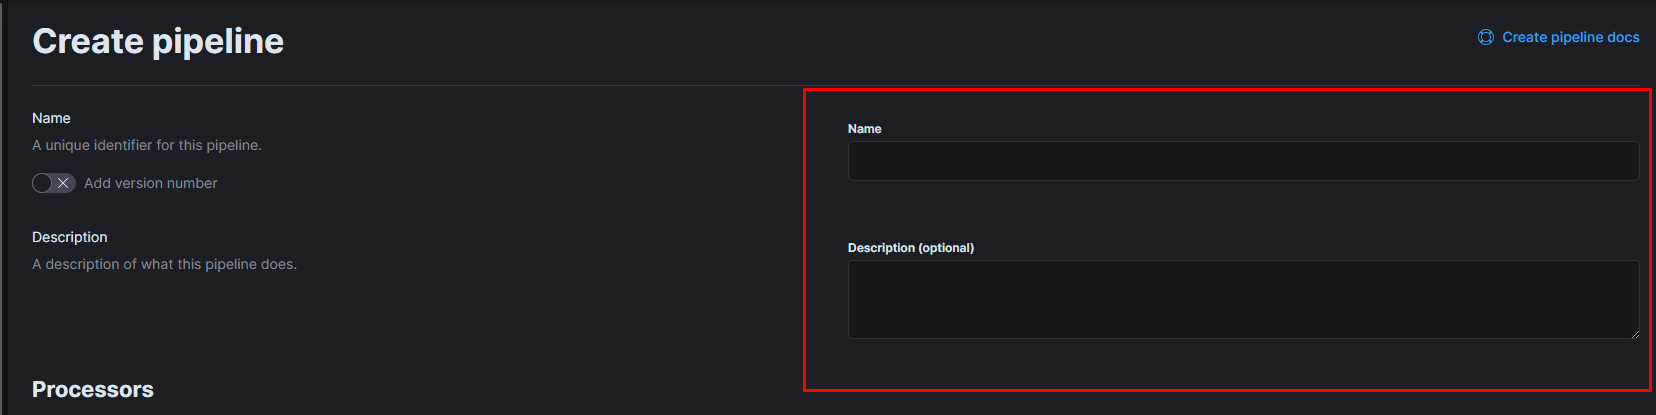 Create pipeline
Create pipeline docs
Name
A unique identifier for this pipeline.
Add version number
Name
Description
A description of what this pipeline does.
Description (optional)
Processors